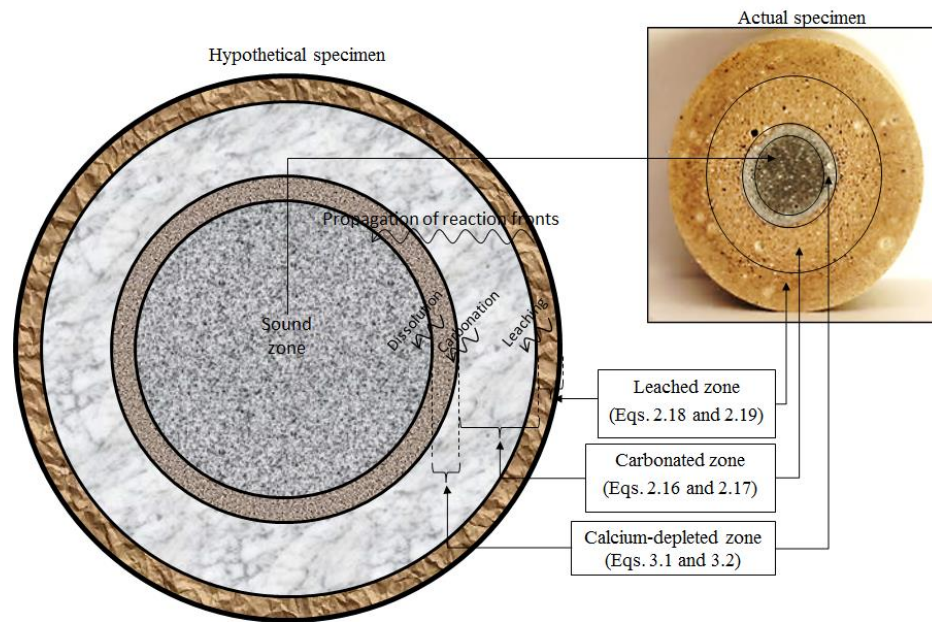 Actual specimen
Hypothetical specimen
Propagation of reaction fronts
Dissolution
Carbonation
Leaching
Sound
zone
Leached zone
(Eqs. 2.18 and 2.19)
Carbonated zone
(Eqs. 2.16 and 2.17)
Calcium-depleted zone
(Eqs. 3.1 and 3.2)